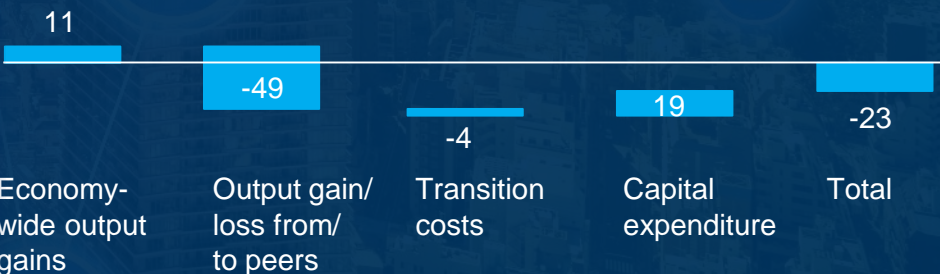 11
-49
-4
19
-23
Economy-
wide output
gains
Output gain/
loss from/
to peers
Transition
costs
Capital
expenditure
Total